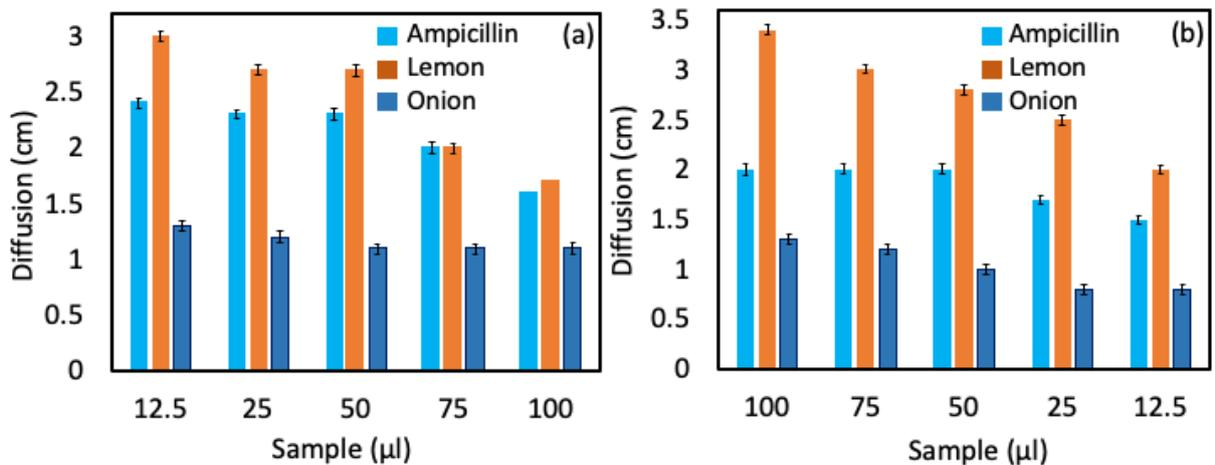 (a)
Ampicillin
Lemon
Onion
Diffusion (cm)
3
2.5
2
1.5
1
0.5
0
12.5 25 50 75 100
Sample (µl)
(b)
Ampicillin
Lemon
Onion
Diffusion (cm)
3.5
3
2.5
2
1.5
1
0.5
0
100 75 50 25 12.5
Sample (µl)